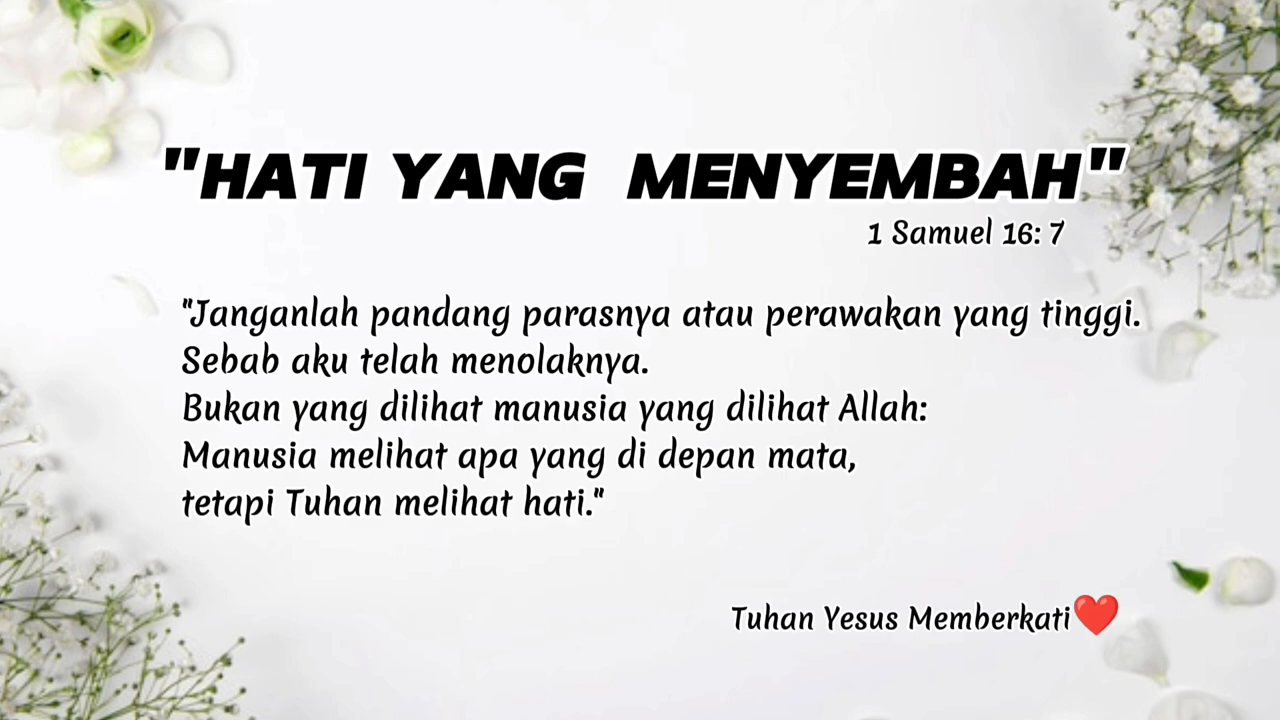 "HATI YANG MENYEMBAH"
1 Samuel 16: 7
"Janganlah pandang parasnya atau perawakan yang tinggi.
Sebab aku telah menolaknya.
Bukan yang dilihat manusia yang dilihat Allah:
Manusia melihat apa yang di depan mata,
tetapi Tuhan melihat hati."
Tuhan Yesus Memberkati❤️